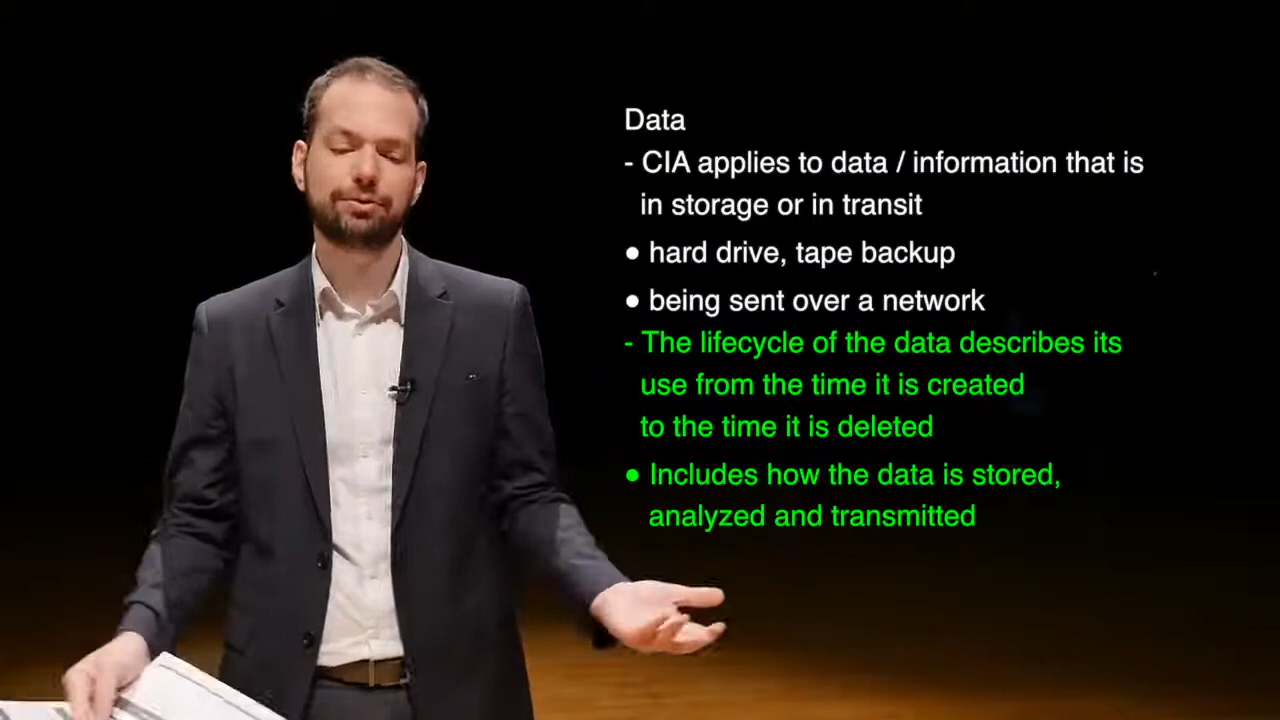 Data
- CIA applies to data / information that is
in storage or in transit
● hard drive, tape backup
● being sent over a network
- The lifecycle of the data describes its
use from the time it is created
to the time it is deleted
● Includes how the data is stored,
analyzed and transmitted